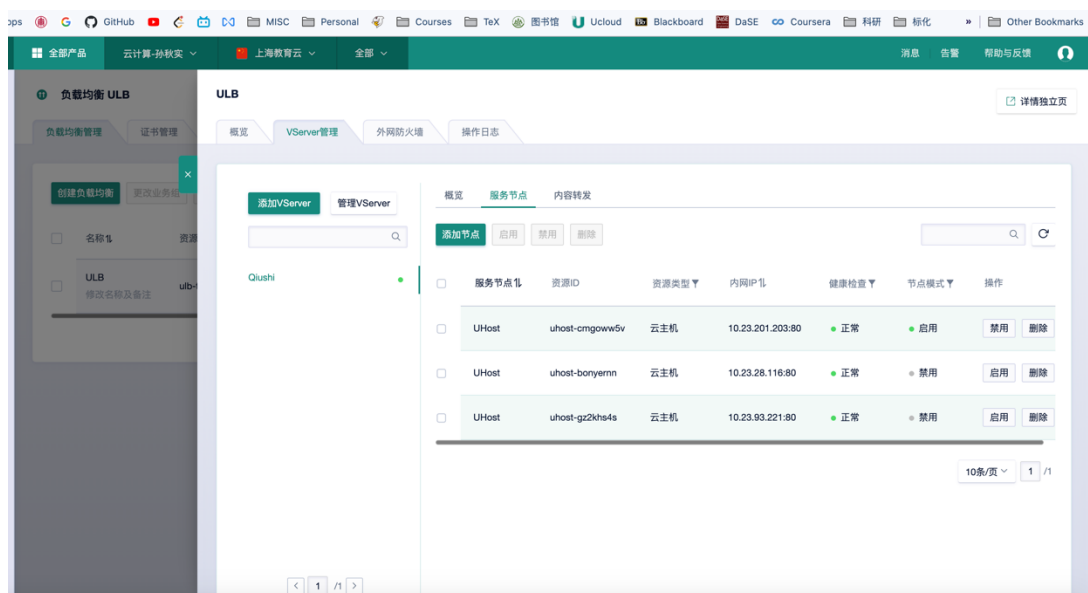 ops GitHub MISC Personal Courses TeX 图书馆 Ucloud Blackboard DaSE Coursera 科研 标化 » Other Bookmarks
全部产品 云计算-孙秋实 上海教育云 全部 消息 告警 帮助与反馈
负载均衡 ULB
ULB
详情独立页
负载均衡管理 证书管理
概览 VServer管理 外网防火墙 操作日志
创建负载均衡 更改业务组
添加VServer 管理VServer
概览 服务节点 内容转发
添加节点 启用 禁用 删除
名称 资源
ULB
修改名称及备注
ulb-
Qiushi
服务节点 资源ID 资源类型 内网IP 健康检查 节点模式 操作
UHost uhost-cmgoww5v 云主机 10.23.201.203:80 正常 启用 禁用 删除
UHost uhost-bonyernn 云主机 10.23.28.116:80 正常 禁用 启用 删除
UHost uhost-gz2khs4s 云主机 10.23.93.221:80 正常 禁用 启用 删除
10条/页 1 /1
< 1 /1 >